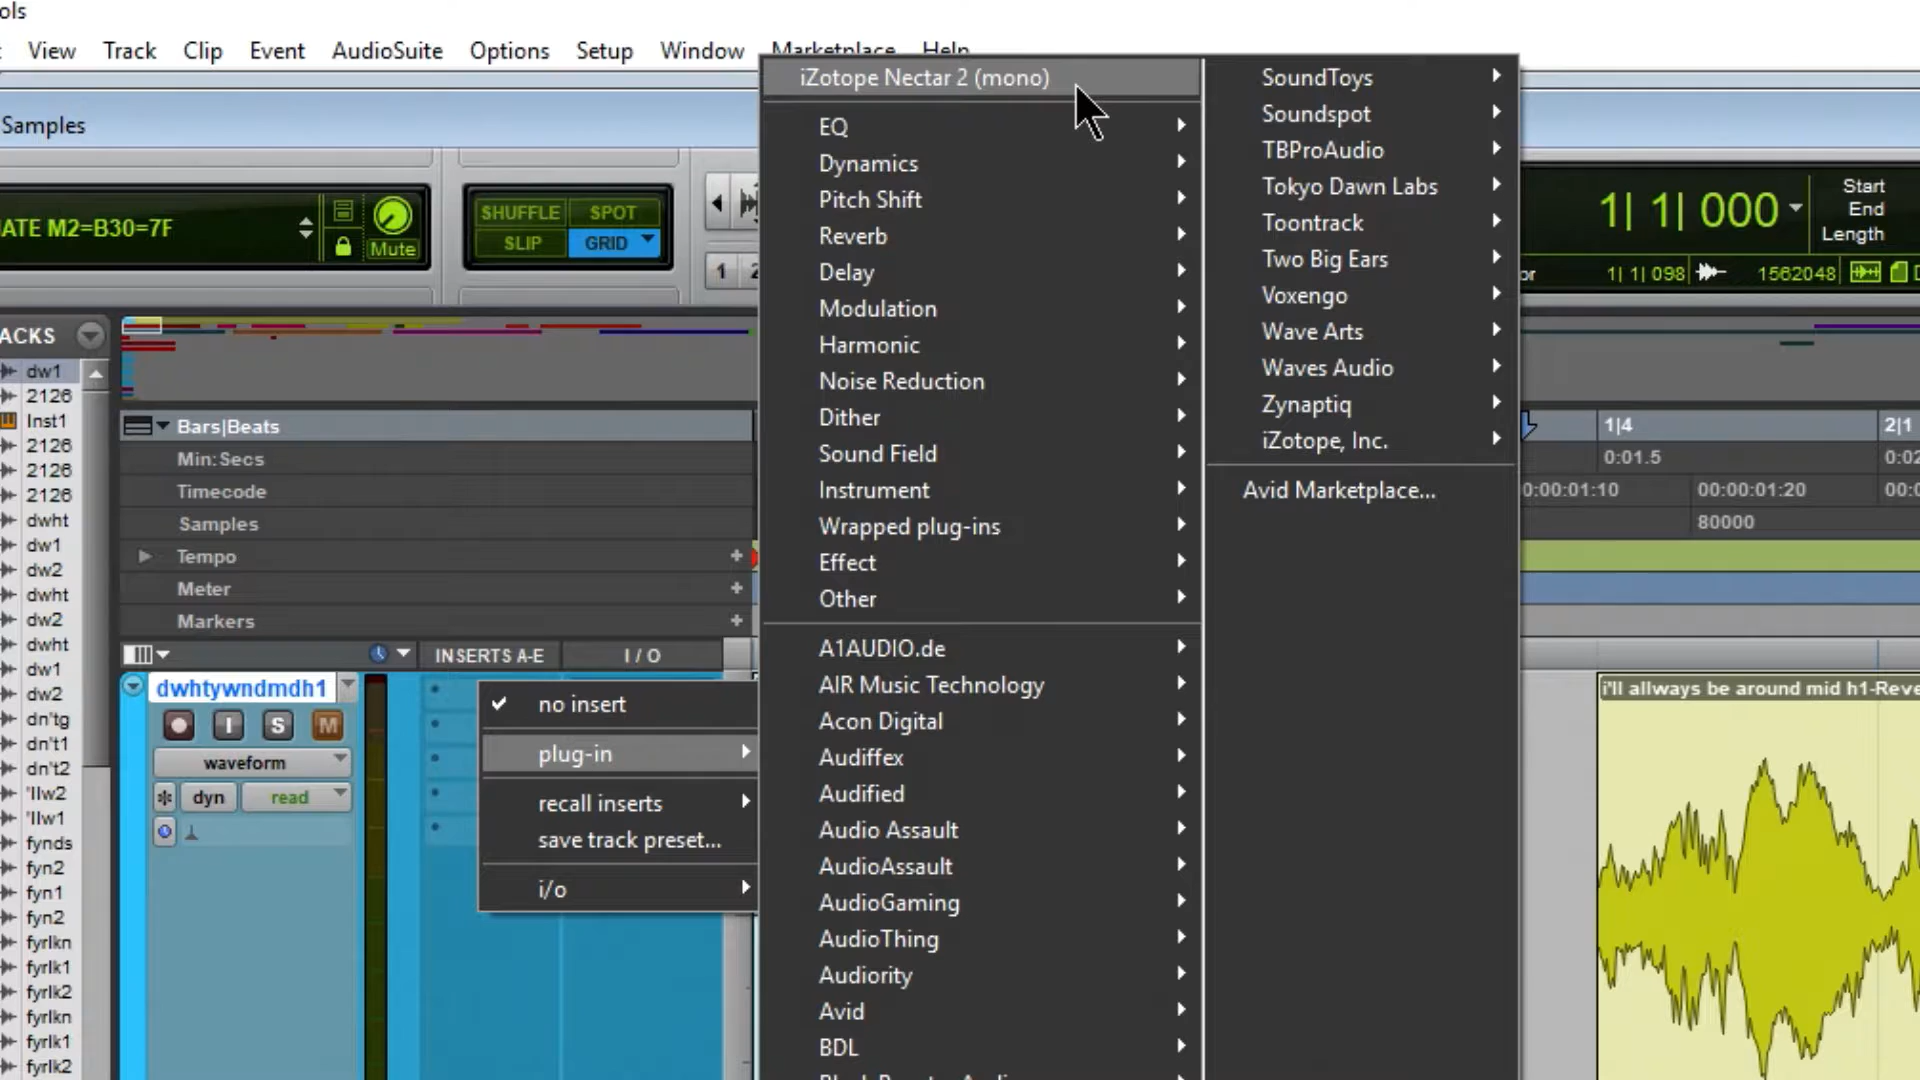 ols
View Track Clip Event AudioSuite Options Setup Window Marketplace Help
Samples
ATE M2=B30=7F
Mute
SHUFFLE SPOT
SLIP GRID
1 2
1| 1| 000
Start
End
Length
or 1| 1| 098 1562048
ACKS
dw1
2126
Inst1
2126
2126
2126
dwht
dw1
dw2
dwht
dw2
dwht
dw1
dw2
dn'tg
dn't1
dn't2
'llw2
'llw1
fynds
fyn2
fyn1
fyn2
fyrlkn
fyrlk1
fyrlk2
fyrlkn
fyrlk1
fyrlk2
Bars|Beats
Min:Secs
Timecode
Samples
Tempo
Meter
Markers
INSERTS A-E I / O
dwhtywndmdh1
I S M
waveform
dyn read
no insert
plug-in
recall inserts
save track preset...
i/o
iZotope Nectar 2 (mono)
EQ
Dynamics
Pitch Shift
Reverb
Delay
Modulation
Harmonic
Noise Reduction
Dither
Sound Field
Instrument
Wrapped plug-ins
Effect
Other
A1AUDIO.de
AIR Music Technology
Acon Digital
Audiffex
Audified
Audio Assault
AudioAssault
AudioGaming
AudioThing
Audiority
Avid
BDL
SoundToys
Soundspot
TBProAudio
Tokyo Dawn Labs
Toontrack
Two Big Ears
Voxengo
Wave Arts
Waves Audio
Zynaptiq
iZotope, Inc.
Avid Marketplace...
1|4 2|1
0:01.5 0:02
0:00:01:10 00:00:01:20 00:0
80000
i'll allways be around mid h1-Reve